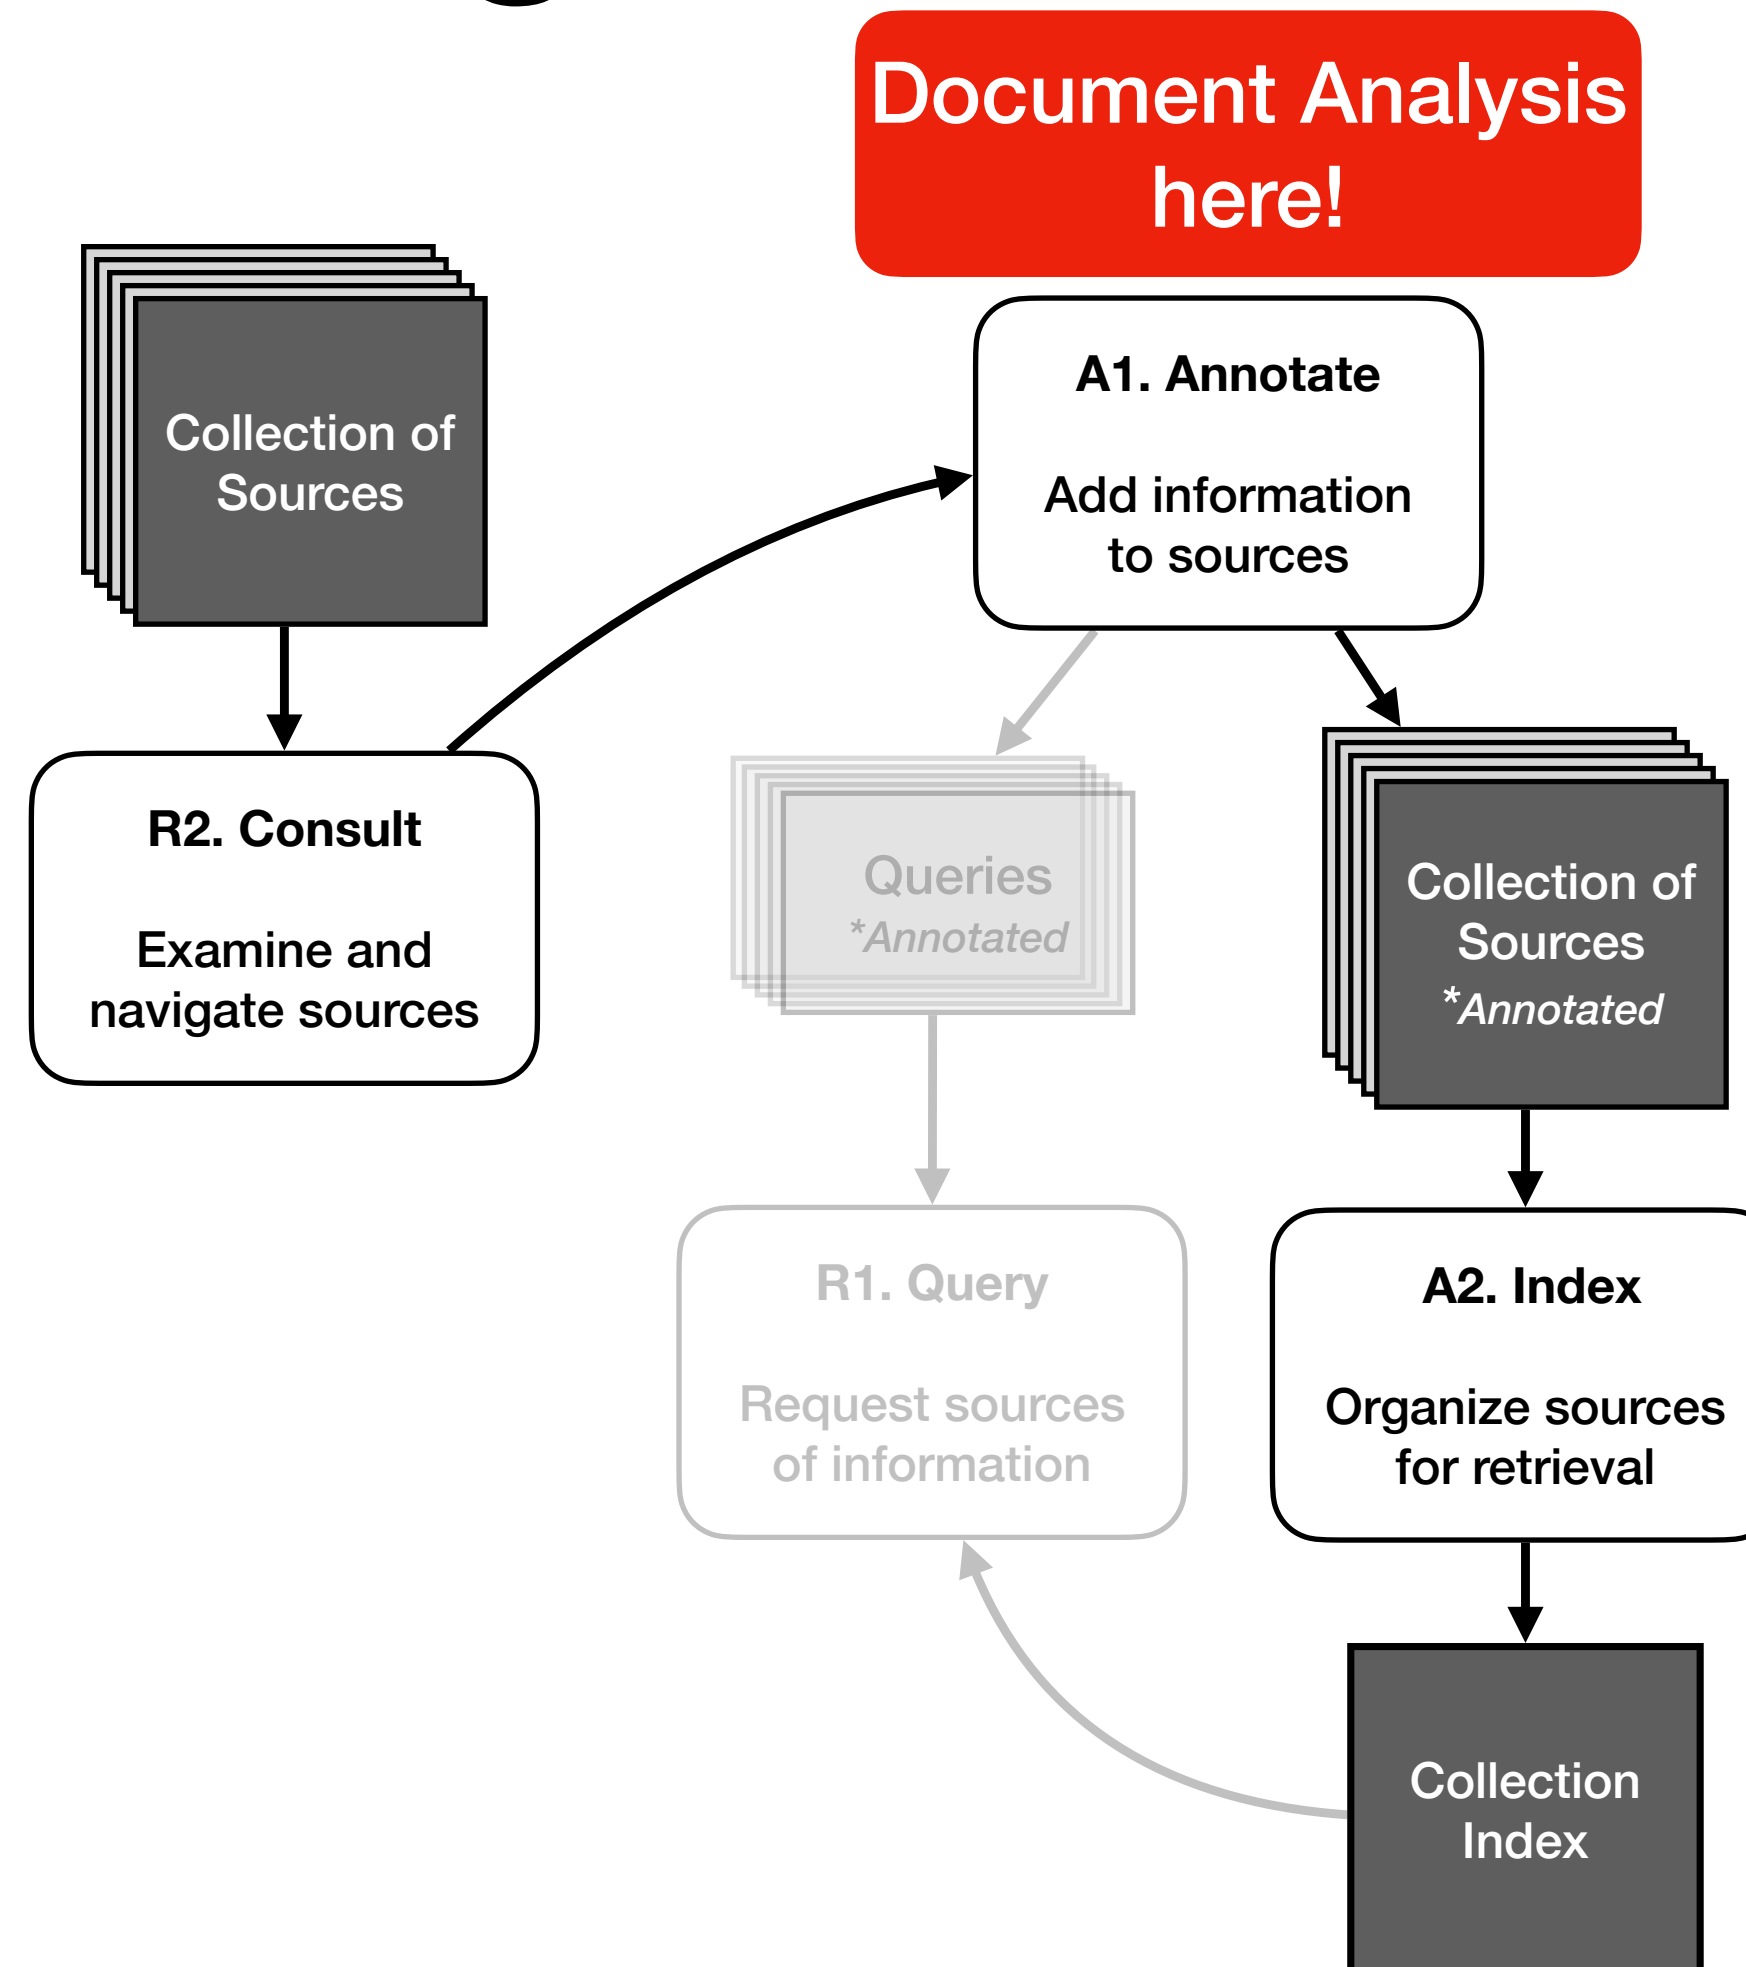 Document Analysis
here!
Collection of
Sources
A1. Annotate
Add information
to sources
R2. Consult
Examine and
navigate sources
Queries
*Annotated
Collection of
Sources
*Annotated
R1. Query
Request sources
of information
A2. Index
Organize sources
for retrieval
Collection
Index